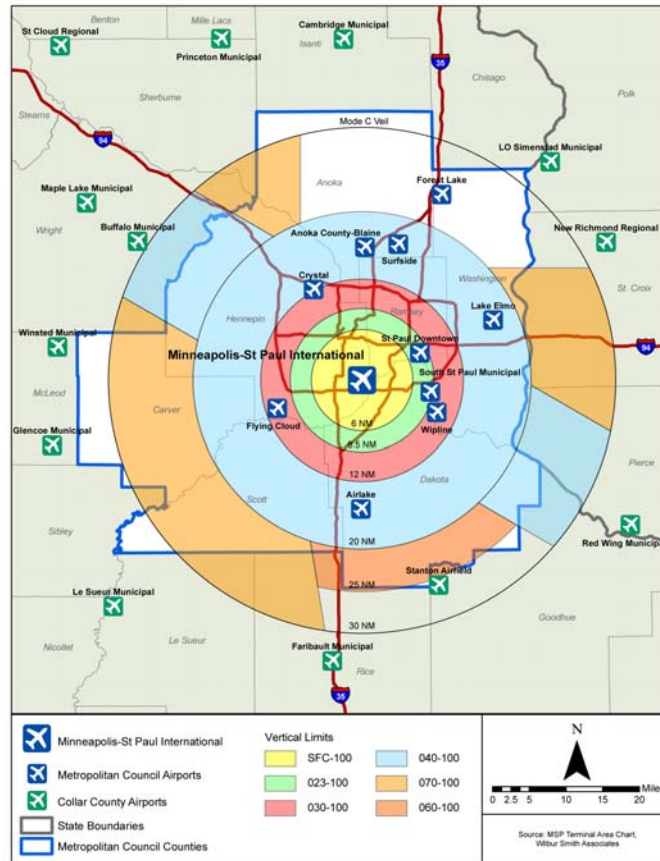 Benton
Mille Lacs
St Cloud Regional
Cambridge Municipal
Isanti
Princeton Municipal
35
Chisago
Polk
Sherburne
Stearns
94
Mode C Veil
LO Simenstad Municipal
Anoka
Forest Lake
Maple Lake Municipal
Wright
Buffalo Municipal
Anoka County-Blaine
Surfside
New Richmond Regional
Washington
St. Croix
Crystal
Hennepin
Ramsey
Lake Elmo
Winsted Municipal
St Paul Downtown
94
Minneapolis-St Paul International
South St Paul Municipal
McLeod
Carver
Flying Cloud
6 NM
Wipline
Glencoe Municipal
8.5 NM
Pierce
12 NM
Dakota
Scott
Airlake
Sibley
Red Wing Municipal
20 NM
Stanton Airfield
25 NM
Le Sueur Municipal
Goodhue
30 NM
Le Sueur
Nicollet
Faribault Municipal
Rice
35
Minneapolis-St Paul International
Metropolitan Council Airports
Collar County Airports
State Boundaries
Metropolitan Council Counties
Vertical Limits
SFC-100
040-100
023-100
070-100
030-100
060-100
N
0 2.5 5 10 15 20
Miles
Source: MSP Terminal Area Chart,
Wilbur Smith Associates